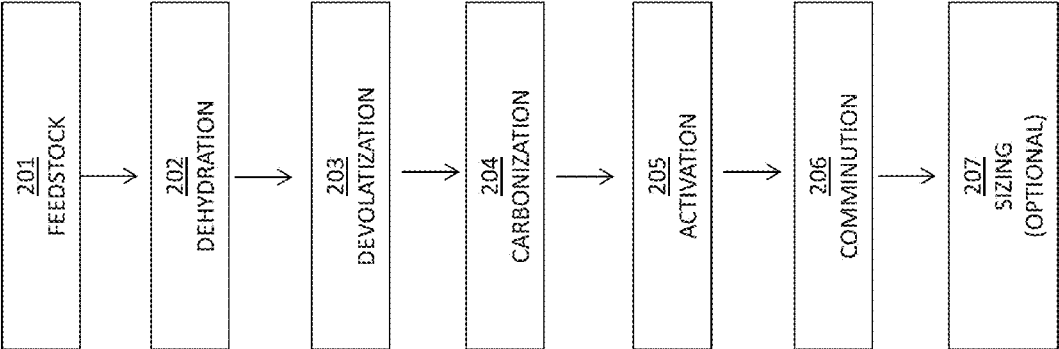 201
FEEDSTOCK
202
DEHYDRATION
203
DEVOLATIZATION
204
CARBONIZATION
205
ACTIVATION
206
COMMINUTION
207
SIZING
(OPTIONAL)